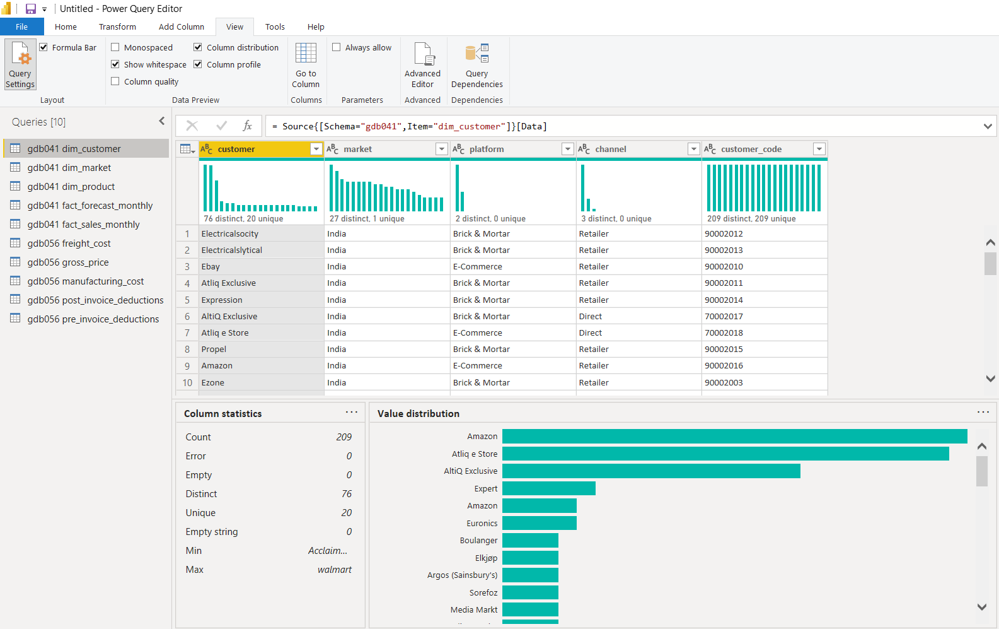 Untitled - Power Query Editor
File Home Transform Add Column View Tools Help
Query Settings
Formula Bar
Layout
Monospaced
Show whitespace
Column quality
Column distribution
Column profile
Data Preview
Go to Column
Columns
Always allow
Parameters
Advanced Editor
Advanced
Query Dependencies
Dependencies
Queries [10]
gdb041 dim_customer
gdb041 dim_market
gdb041 dim_product
gdb041 fact_forecast_monthly
gdb041 fact_sales_monthly
gdb056 freight_cost
gdb056 gross_price
gdb056 manufacturing_cost
gdb056 post_invoice_deductions
gdb056 pre_invoice_deductions
fx = Source{[Schema="gdb041",Item="dim_customer"]}[Data]
ABC customer ABC market ABC platform ABC channel ABC customer_code
76 distinct, 20 unique 27 distinct, 1 unique 2 distinct, 0 unique 3 distinct, 0 unique 209 distinct, 209 unique
1 Electricalsocity India Brick & Mortar Retailer 90002012
2 Electricalslytical India Brick & Mortar Retailer 90002013
3 Ebay India E-Commerce Retailer 90002010
4 Atliq Exclusive India Brick & Mortar Retailer 90002011
5 Expression India Brick & Mortar Retailer 90002014
6 AltiQ Exclusive India Brick & Mortar Direct 70002017
7 Atliq e Store India E-Commerce Direct 70002018
8 Propel India Brick & Mortar Retailer 90002015
9 Amazon India E-Commerce Retailer 90002016
10 Ezone India Brick & Mortar Retailer 90002003
Column statistics ...
Count 209
Error 0
Empty 0
Distinct 76
Unique 20
Empty string 0
Min Acclaim...
Max walmart
Value distribution ...
Amazon
Atliq e Store
AltiQ Exclusive
Expert
Amazon
Euronics
Boulanger
Elkjøp
Argos (Sainsbury's)
Sorefoz
Media Markt